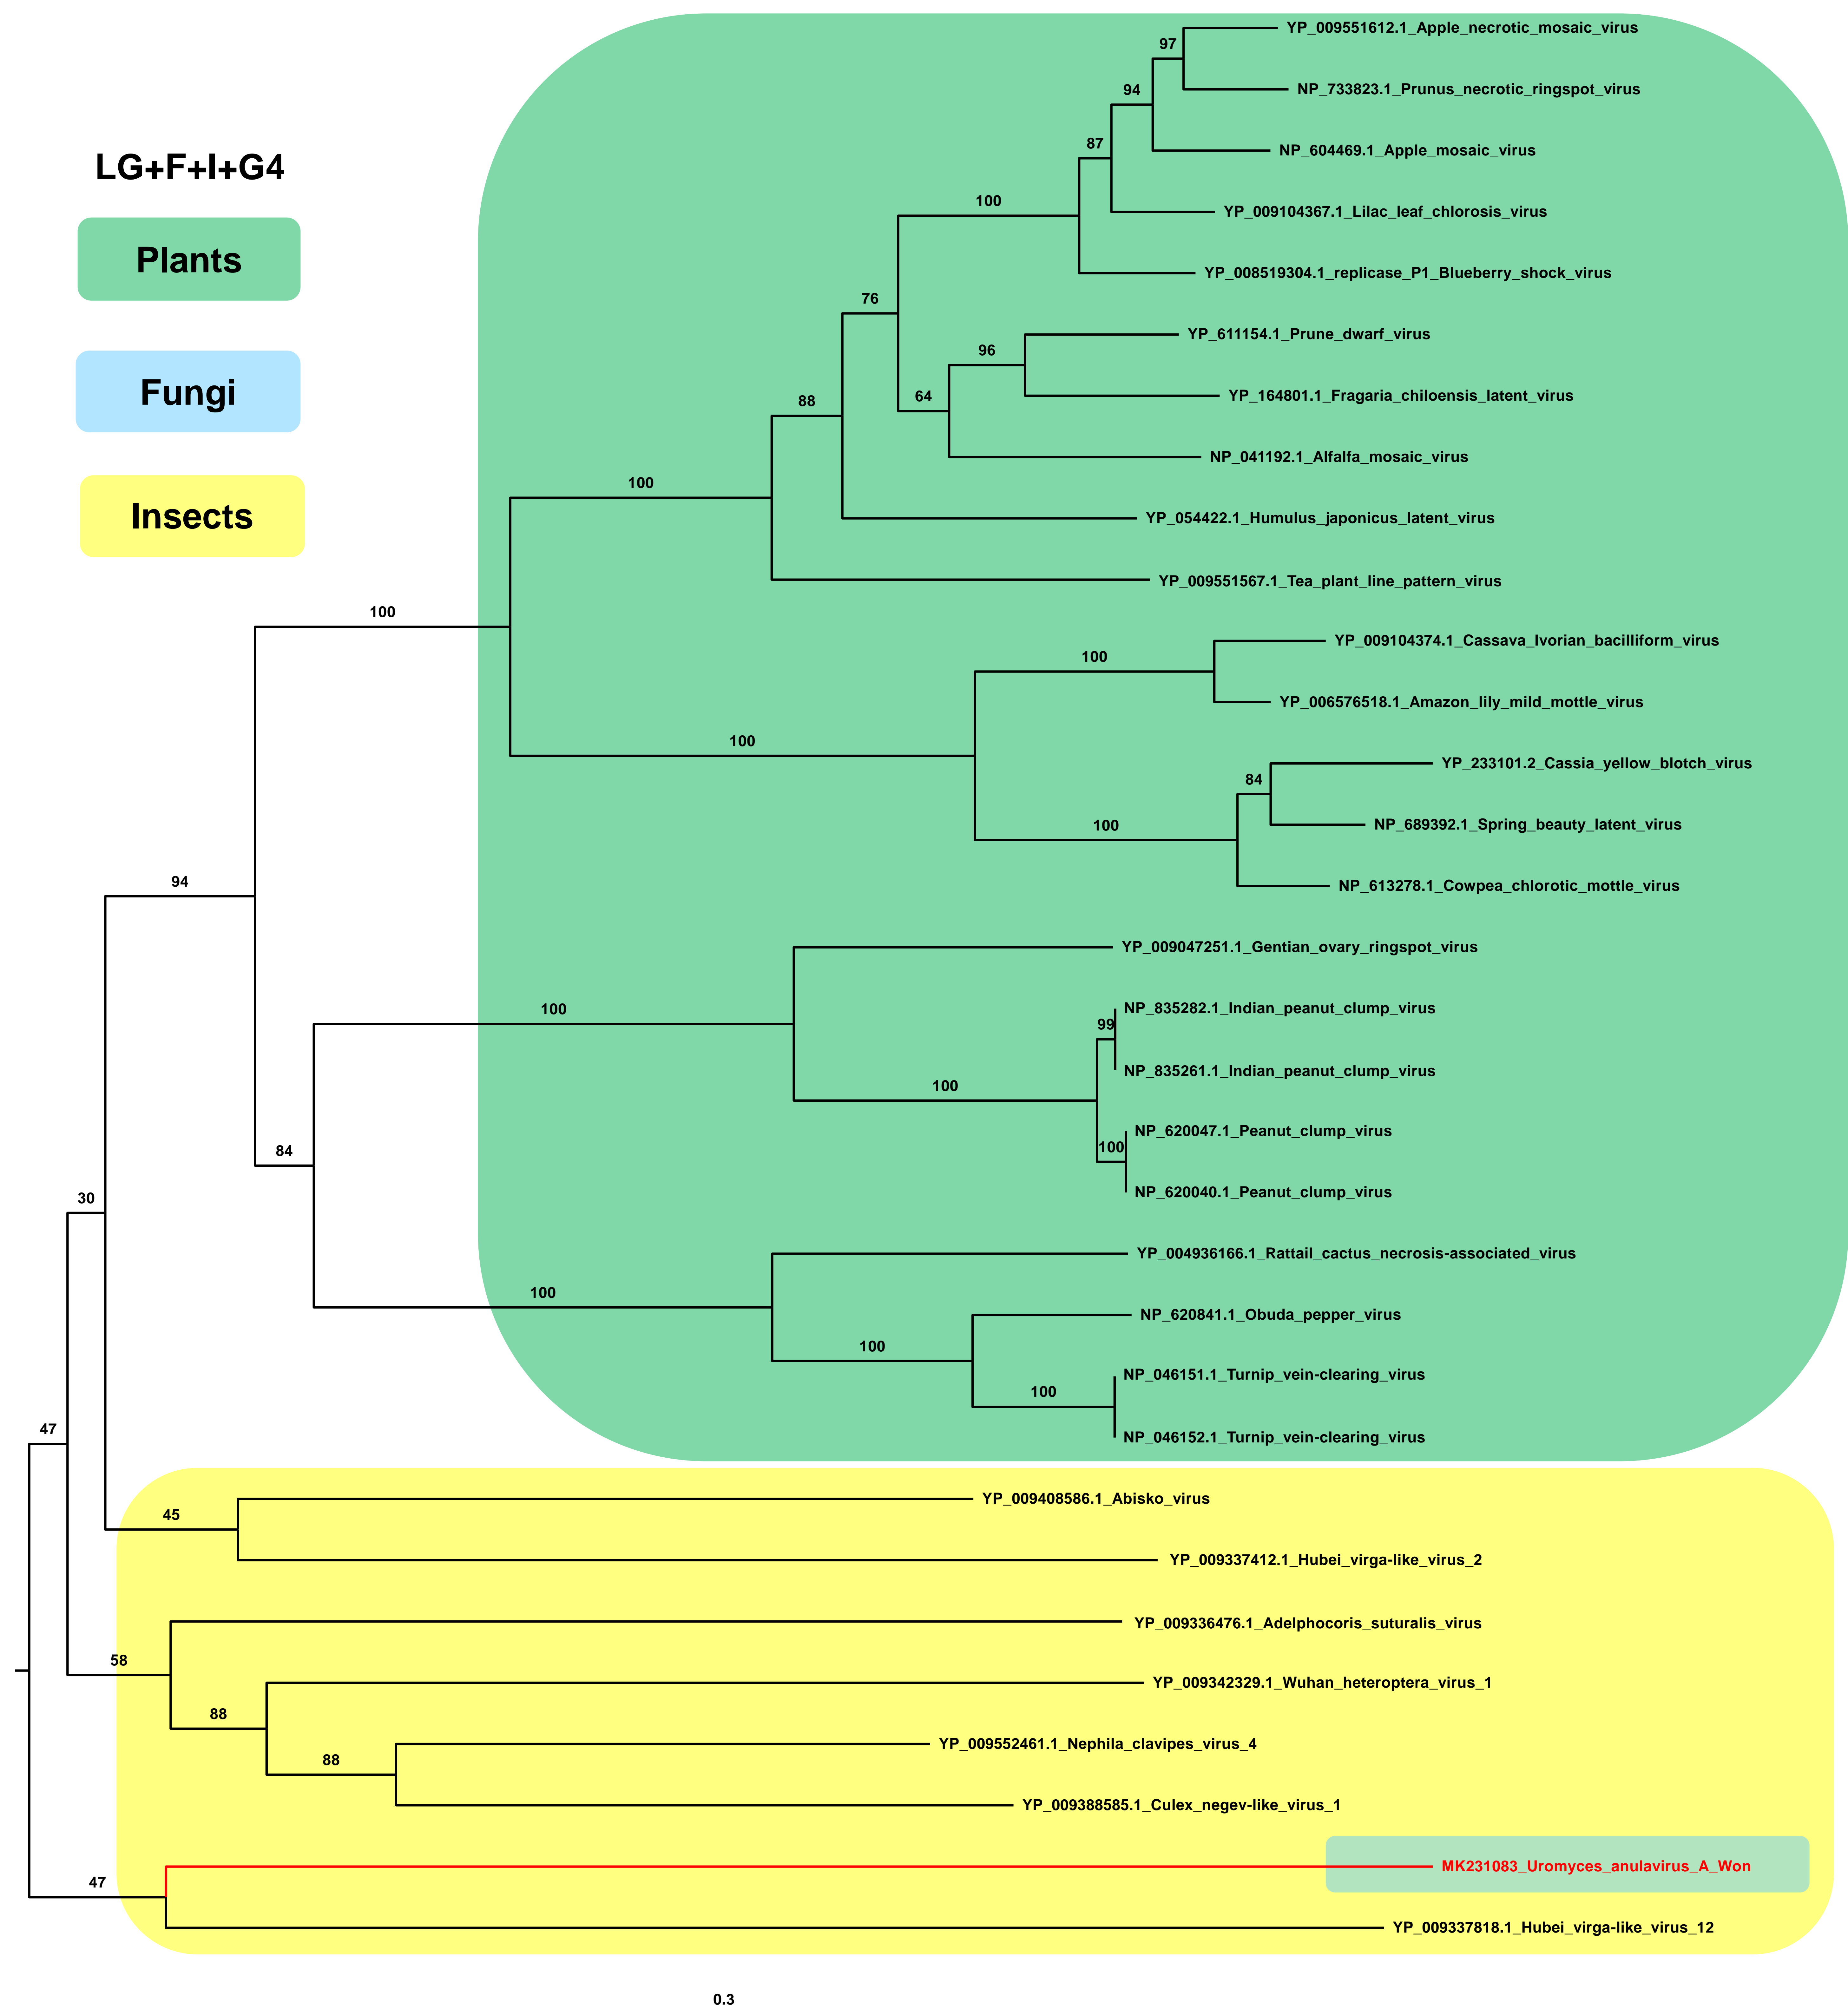 YP_009551612.1_Apple_necrotic_mosaic_virus
97
NP_733823.1_Prunus_necrotic_ringspot_virus
94
NP_604469.1_Apple_mosaic_virus
87
LG+F+I+G4
YP_009104367.1_Lilac_leaf_chlorosis_virus
100
Plants
YP_008519304.1_replicase_P1_Blueberry_shock_virus
76
YP_611154.1_Prune_dwarf_virus
96
Fungi
YP_164801.1_Fragaria_chiloensis_latent_virus
64
88
NP_041192.1_Alfalfa_mosaic_virus
100
Insects
YP_054422.1_Humulus_japonicus_latent_virus
YP_009551567.1_Tea_plant_line_pattern_virus
100
YP_009104374.1_Cassava_Ivorian_bacilliform_virus
100
YP_006576518.1_Amazon_lily_mild_mottle_virus
100
YP_233101.2_Cassia_yellow_blotch_virus
84
NP_689392.1_Spring_beauty_latent_virus
100
94
NP_613278.1_Cowpea_chlorotic_mottle_virus
YP_009047251.1_Gentian_ovary_ringspot_virus
100
NP_835282.1_Indian_peanut_clump_virus
99
NP_835261.1_Indian_peanut_clump_virus
100
NP_620047.1_Peanut_clump_virus
100
84
NP_620040.1_Peanut_clump_virus
30
YP_004936166.1_Rattail_cactus_necrosis-associated_virus
100
NP_620841.1_Obuda_pepper_virus
100
NP_046151.1_Turnip_vein-clearing_virus
100
47
NP_046152.1_Turnip_vein-clearing_virus
YP_009408586.1_Abisko_virus
45
YP_009337412.1_Hubei_virga-like_virus_2
YP_009336476.1_Adelphocoris_suturalis_virus
58
YP_009342329.1_Wuhan_heteroptera_virus_1
88
YP_009552461.1_Nephila_clavipes_virus_4
88
YP_009388585.1_Culex_negev-like_virus_1
MK231083_Uromyces_anulavirus_A_Won
47
YP_009337818.1_Hubei_virga-like_virus_12
0.3